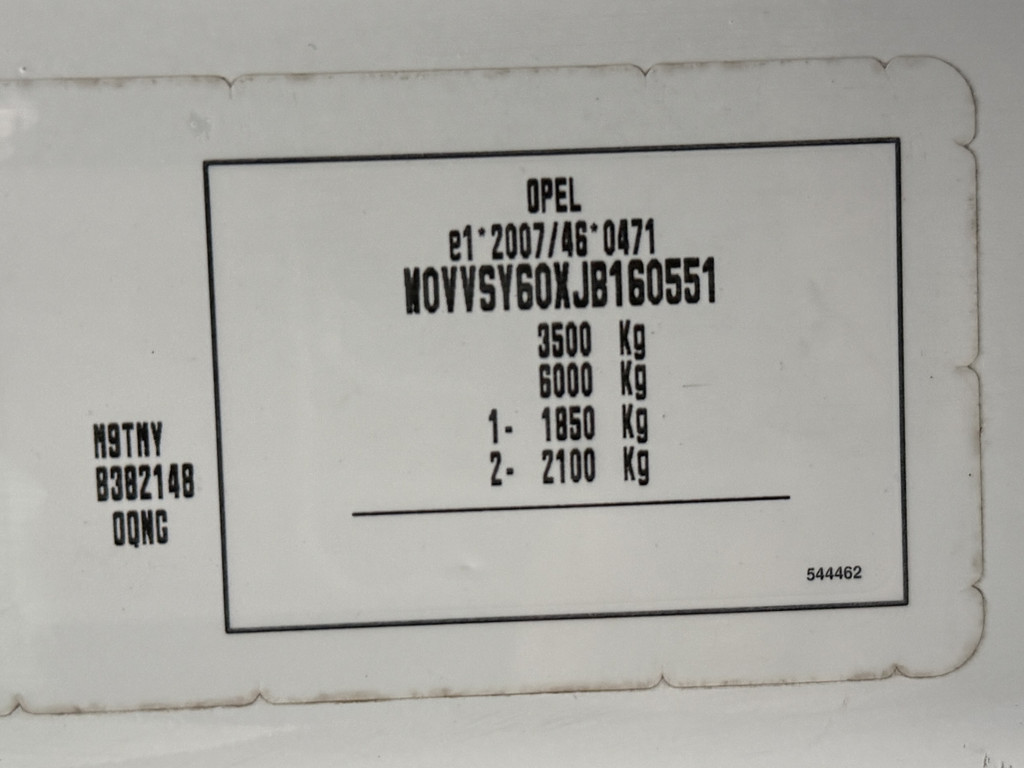 OPEL
e1*2007/46*0471
W0VVSY60XJB160551
3500 Kg
6000 Kg
1- 1850 Kg
2- 2100 Kg
M9TMY
B382148
0QNG
544462